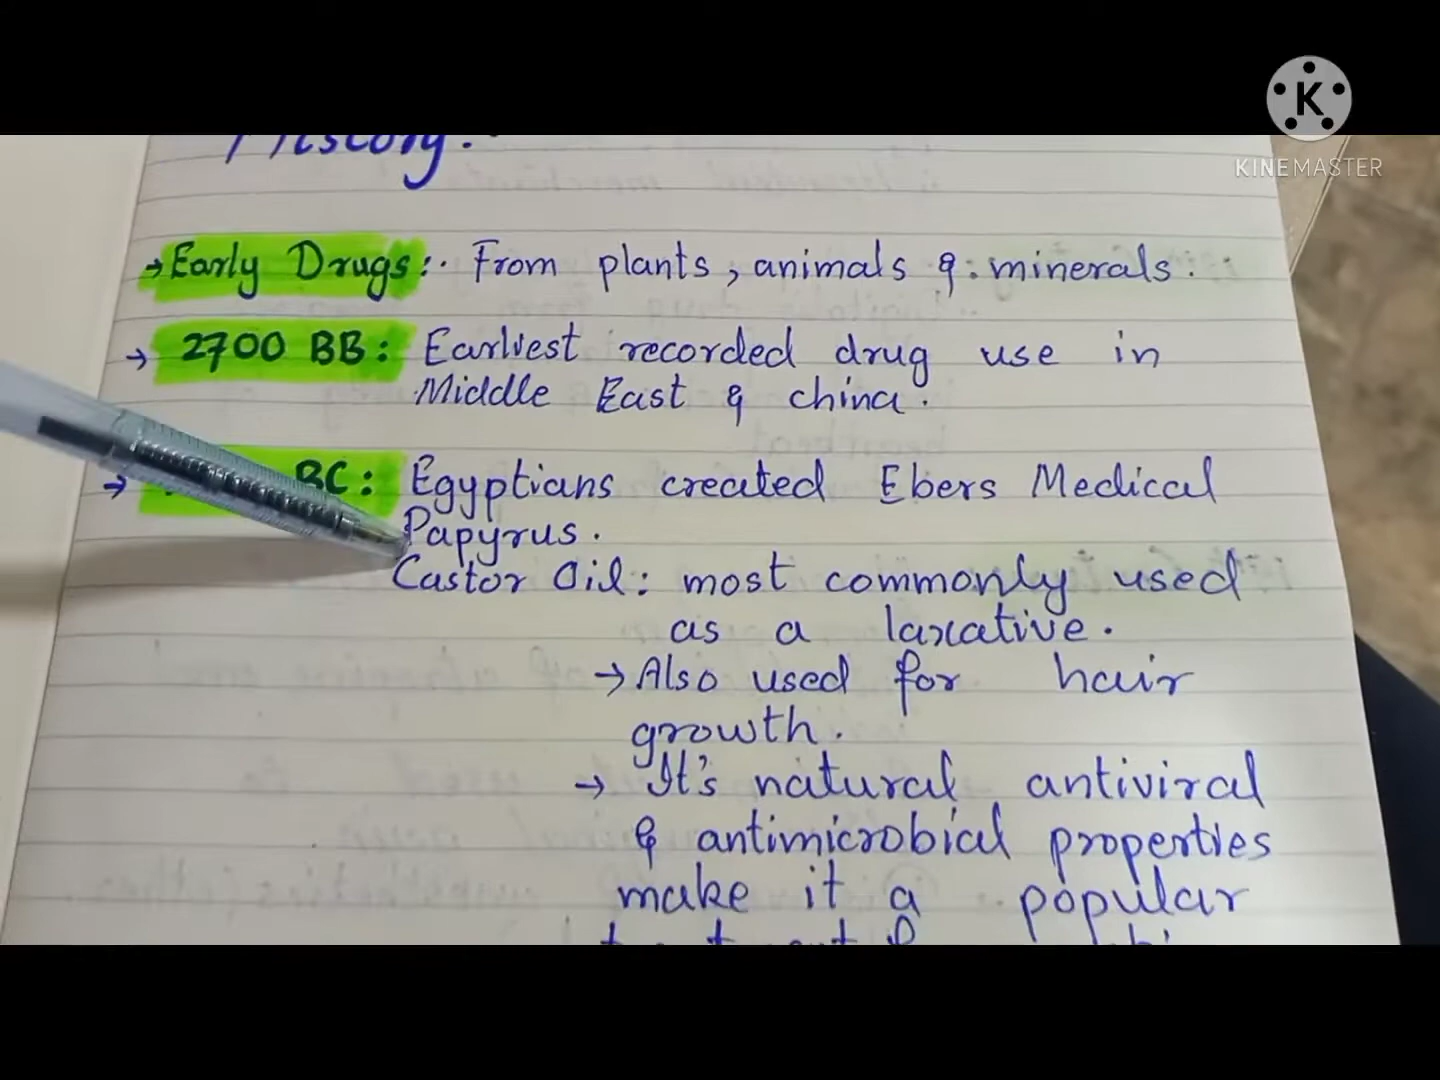 K
KINEMASTER
History:
→ Early Drugs:. From plants, animals & minerals.
→ 2700 BB: Earliest recorded drug use in
Middle East & china.
→ BC: Egyptians created Ebers Medical
Papyrus.
Castor Oil: most commonly used
as a laxative.
→ Also used for hair
growth.
→ It's natural antiviral
& antimicrobial properties
make it a popular